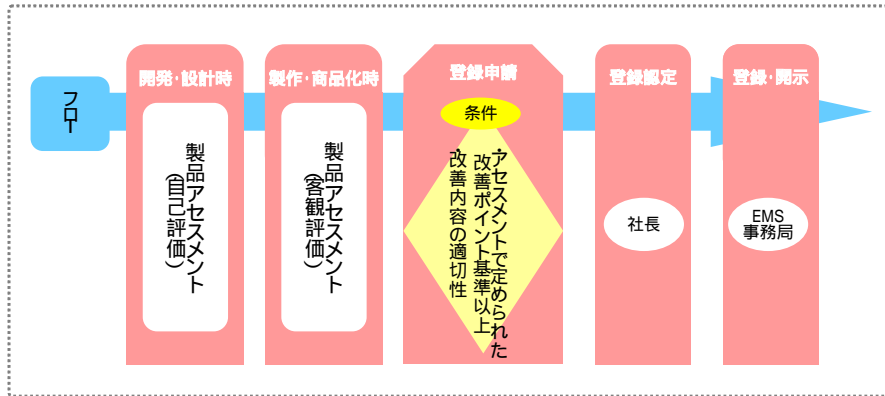 フロー
開発・設計時
製品アセスメント
（自己評価）
製作・商品化時
製品アセスメント
（客観評価）
登録申請
条件
・アセスメントで定められた
改善ポイント基準以上
・改善内容の適切性
登録認定
社長
登録・開示
EMS
事務局